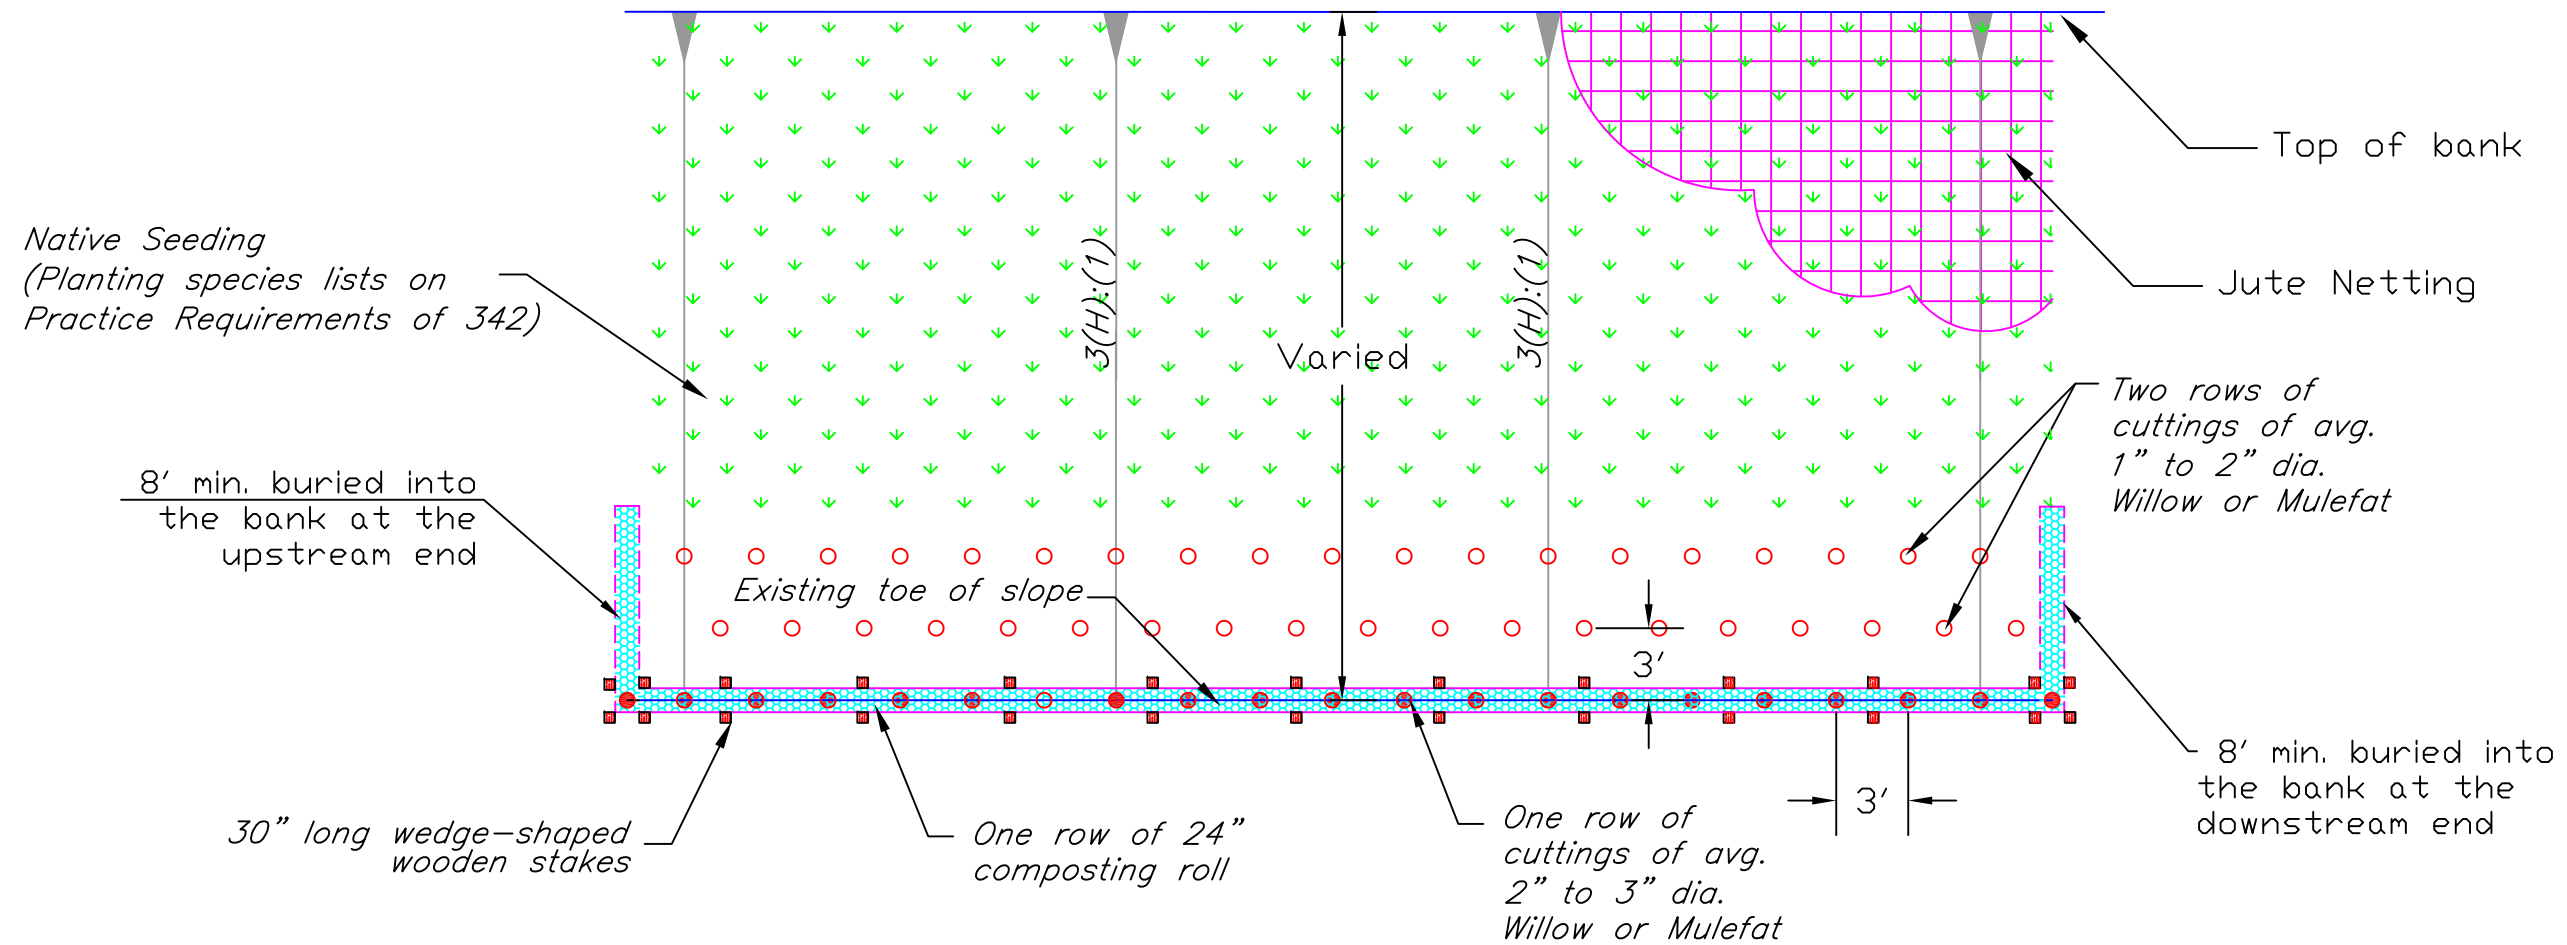 Top of bank
Native Seeding
(Planting species lists on
Practice Requirements of 342)
3(H):(1)
3(H):(1)
Varied
Jute Netting
Two rows of
cuttings of avg.
1” to 2” dia.
Willow or Mulefat
8′ min. buried into
the bank at the
upstream end
Existing toe of slope
3′
3′
8′ min. buried into
the bank at the
downstream end
30” long wedge-shaped
wooden stakes
One row of 24”
composting roll
One row of
cuttings of avg.
2” to 3” dia.
Willow or Mulefat